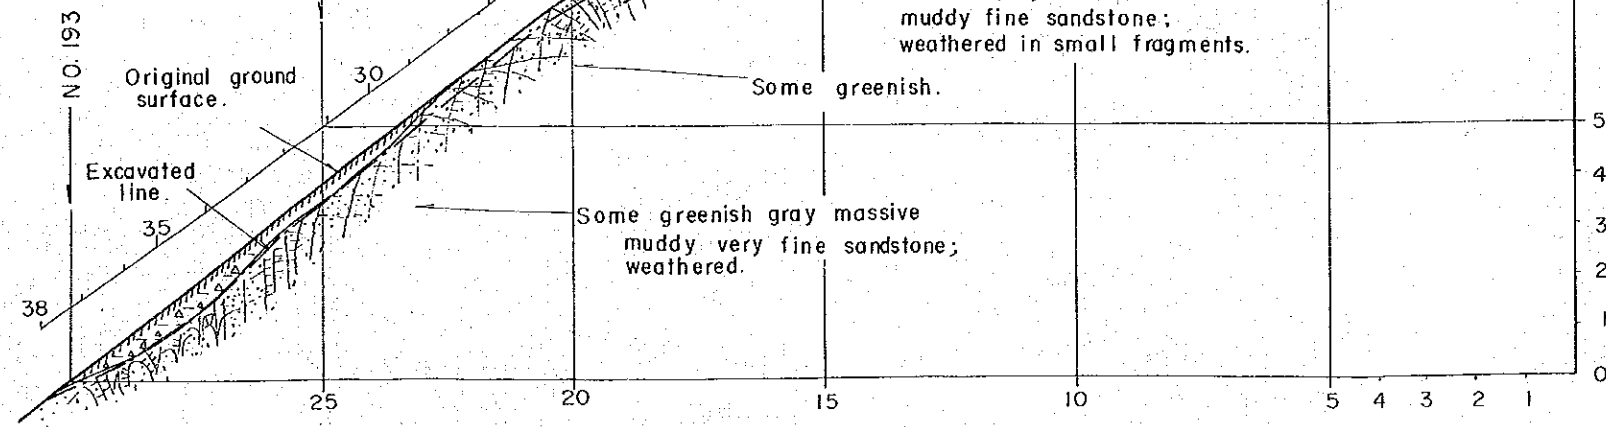 NO. 193
muddy fine sandstone;
weathered in small fragments.
Original ground
surface.
30
Some greenish.
5
Excavated
line.
4
35
Some greenish gray massive
muddy very fine sandstone;
weathered.
3
2
38
1
0
25
20
15
10
5
4
3
2
1